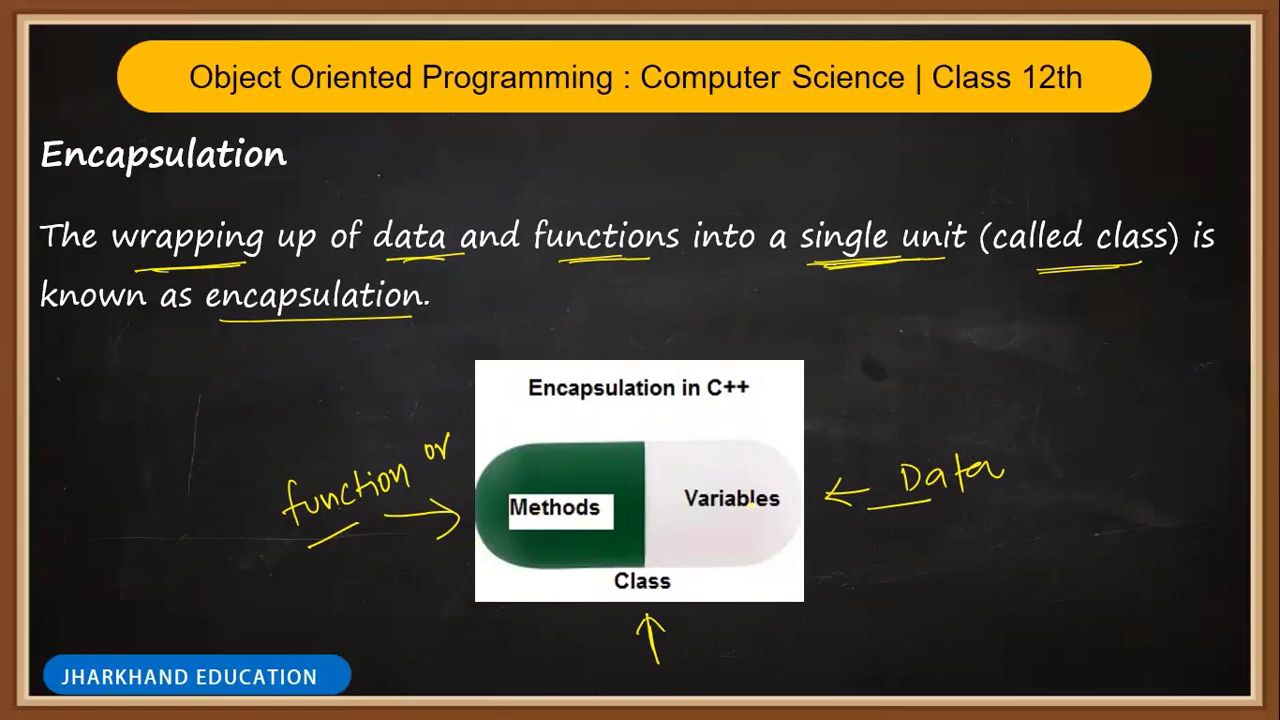 Object Oriented Programming : Computer Science | Class 12th
Encapsulation
The wrapping up of data and functions into a single unit (called class) is
known as encapsulation.
Encapsulation in C++
function or
Methods
Variables
Data
Class
JHARKHAND EDUCATION